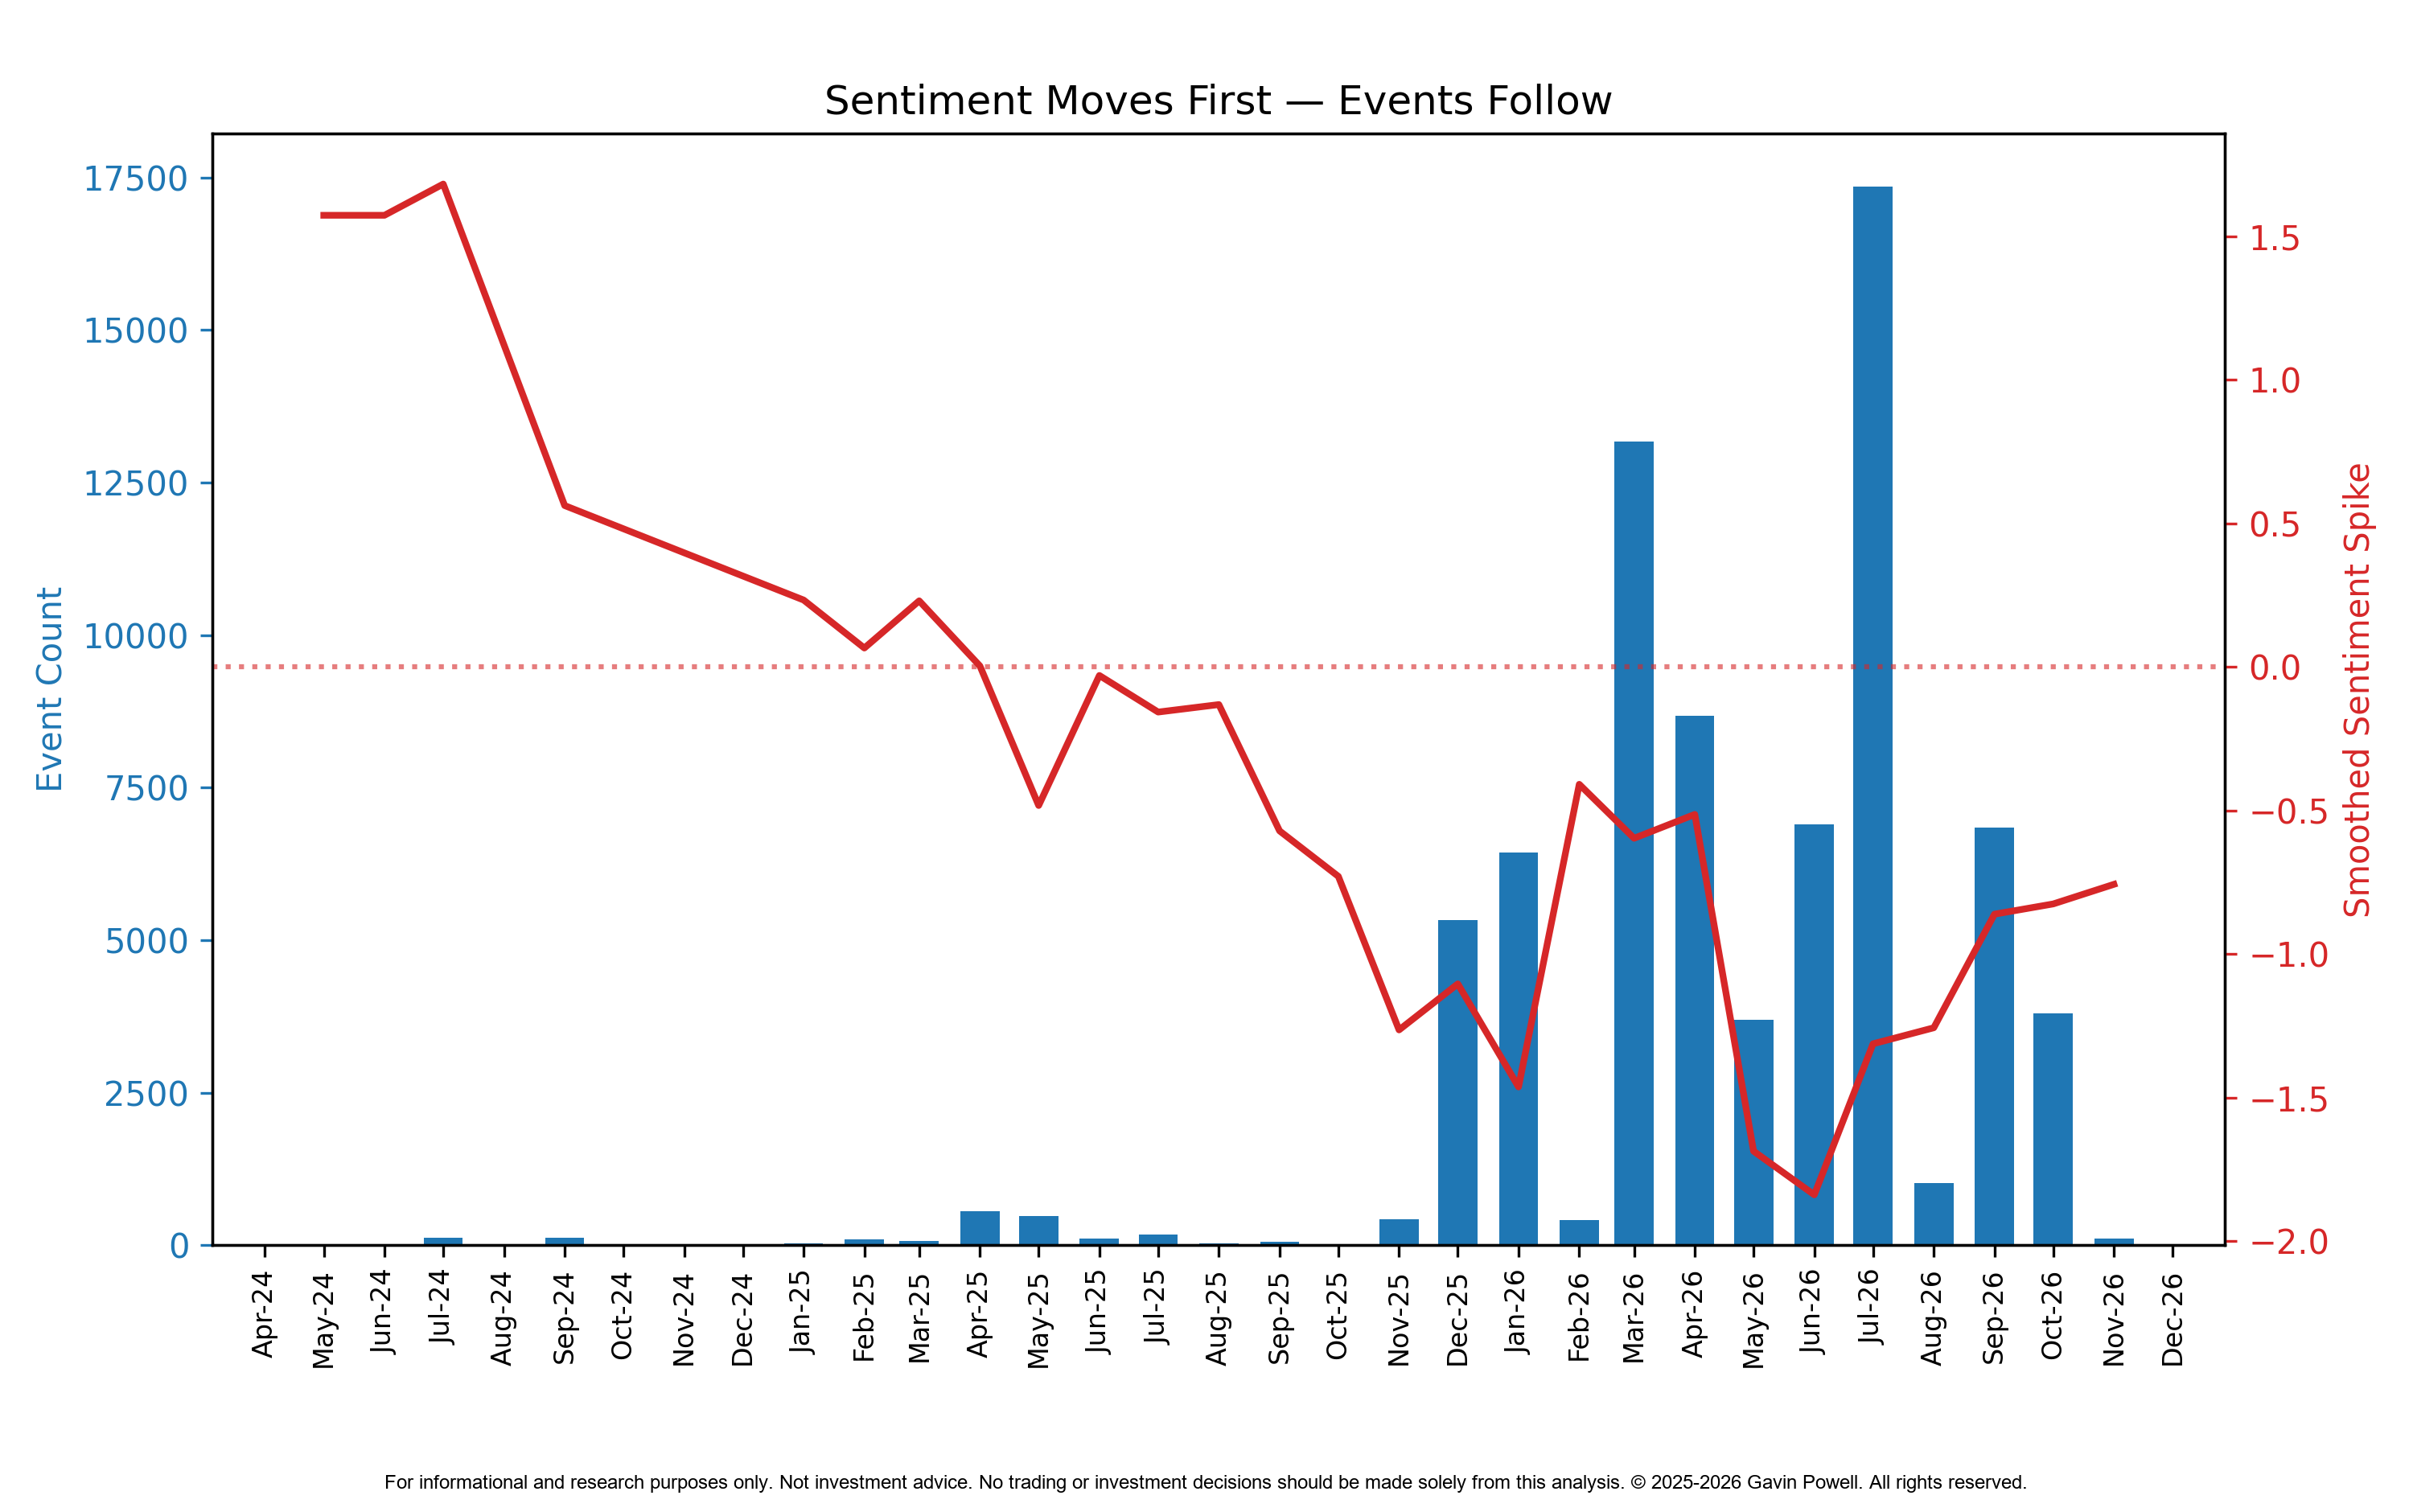 Sentiment Moves First — Events Follow
Event Count
17500
15000
12500
10000
7500
5000
2500
0
1.5
1.0
0.5
0.0
−0.5
−1.0
−1.5
−2.0
Smoothed Sentiment Spike
Apr-24
May-24
Jun-24
Jul-24
Aug-24
Sep-24
Oct-24
Nov-24
Dec-24
Jan-25
Feb-25
Mar-25
Apr-25
May-25
Jun-25
Jul-25
Aug-25
Sep-25
Oct-25
Nov-25
Dec-25
Jan-26
Feb-26
Mar-26
Apr-26
May-26
Jun-26
Jul-26
Aug-26
Sep-26
Oct-26
Nov-26
Dec-26
For informational and research purposes only. Not investment advice. No trading or investment decisions should be made solely from this analysis. © 2025-2026 Gavin Powell. All rights reserved.